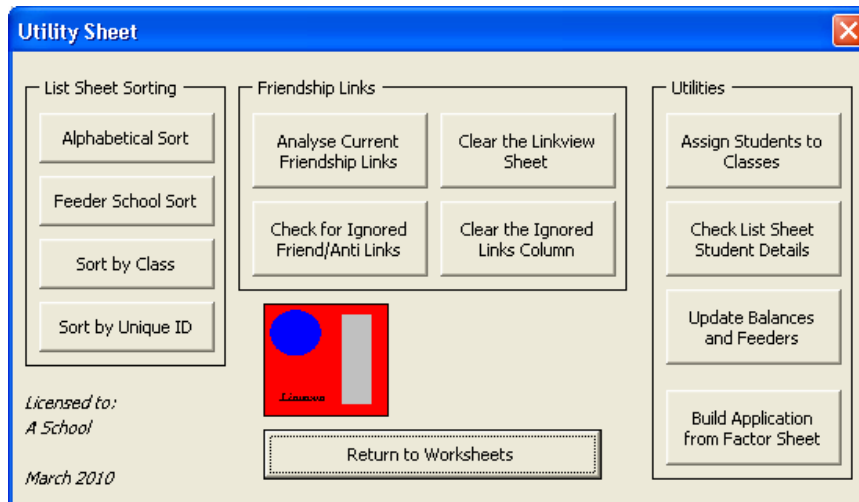 Utility Sheet
List Sheet Sorting
Alphabetical Sort
Feeder School Sort
Sort by Class
Sort by Unique ID
Friendship Links
Analyse Current
Friendship Links
Clear the Linkview
Sheet
Check for Ignored
Friend/Anti Links
Clear the Ignored
Links Column
Utilities
Assign Students to
Classes
Check List Sheet
Student Details
Update Balances
and Feeders
Build Application
from Factor Sheet
Licensed to:
A School
March 2010
Return to Worksheets